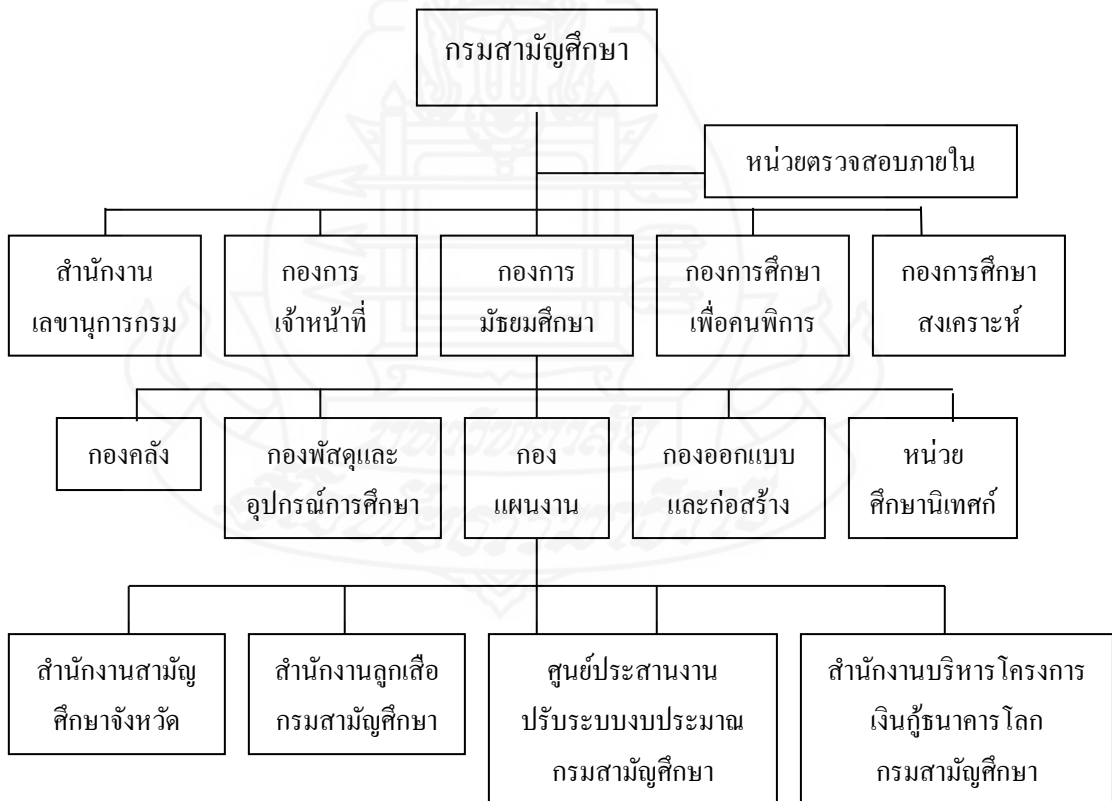 กรมสามัญศึกษา
หน่วยตรวจสอบภายใน
สำนักงาน
เลขานุการกรม
กองการ
เจ้าหน้าที่
กองการ
มัธยมศึกษา
กองการศึกษา
เพื่อคนพิการ
กองการศึกษา
สงเคราะห์
กองคลัง
กองพัสดุและ
อุปกรณ์การศึกษา
กอง
แผนงาน
กองออกแบบ
และก่อสร้าง
หน่วย
ศึกษานิเทศก์
สำนักงานสามัญ
ศึกษาจังหวัด
สำนักงานลูกเสือ
กรมสามัญศึกษา
ศูนย์ประสานงาน
ปรับระบบงบประมาณ
กรมสามัญศึกษา
สำนักงานบริหารโครงการ
เงินกู้ธนาคารโลก
กรมสามัญศึกษา